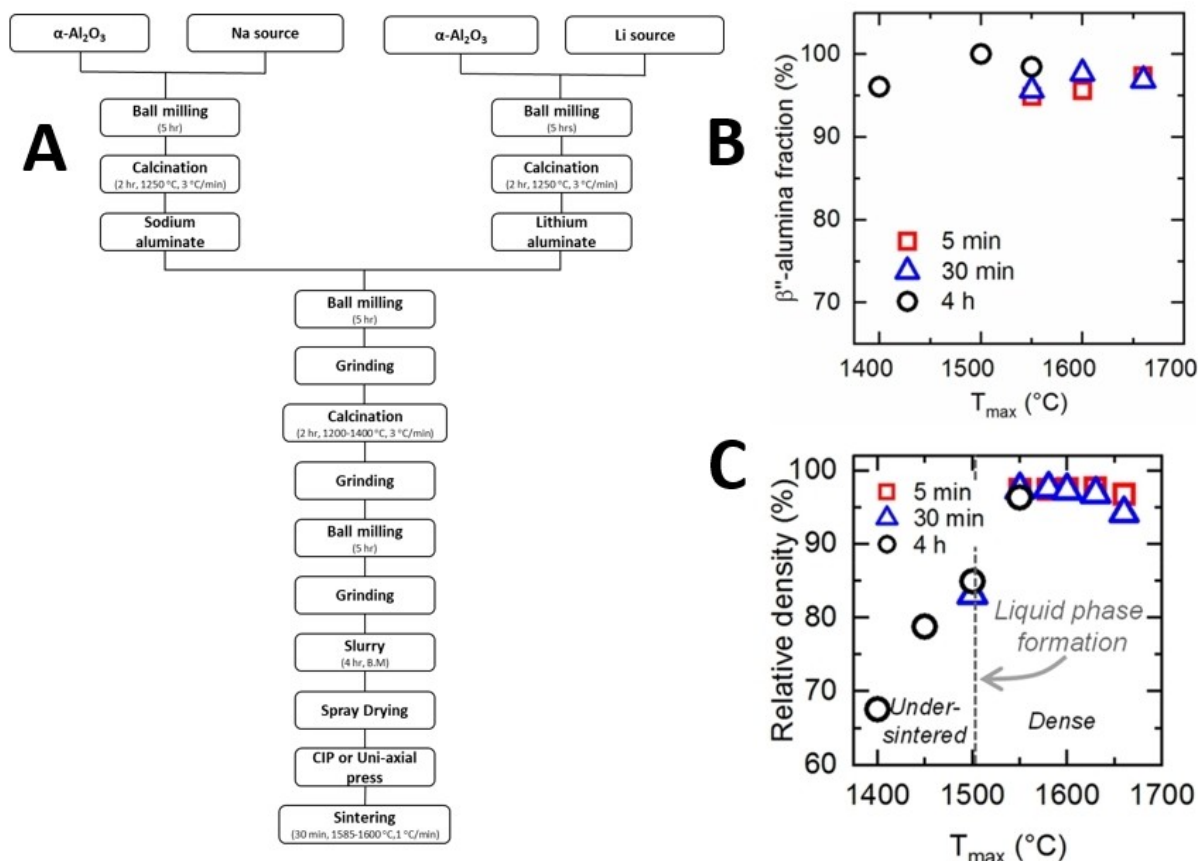 A
α-Al2O3
Na source
α-Al2O3
Li source
Ball milling
(5 hr)
Ball milling
(5 hrs)
Calcination
(2 hr, 1250 °C, 3 °C/min)
Calcination
(2 hr, 1250 °C, 3 °C/min)
Sodium
aluminate
Lithium
aluminate
Ball milling
(5 hr)
Grinding
Calcination
(2 hr, 1200-1400 °C, 3 °C/min)
Grinding
Ball milling
(5 hr)
Grinding
Slurry
(4 hr, B.M)
Spray Drying
CIP or Uni-axial
press
Sintering
(30 min, 1585-1600 °C,1 °C/min)
B
β"-alumina fraction (%)
100
90
80
70
5 min
30 min
4 h
1400 1500 1600 1700
Tmax (°C)
C
Relative density (%)
100
90
80
70
60
5 min
30 min
4 h
Liquid phase
formation
Under-
sintered
Dense
1400 1500 1600 1700
Tmax (°C)